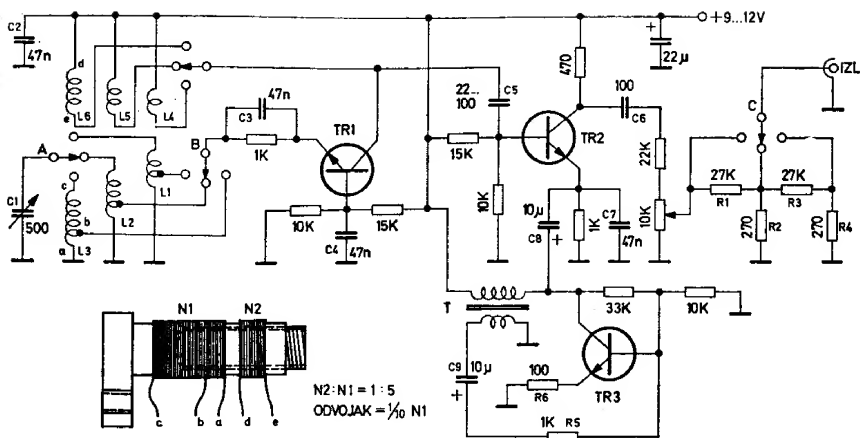 +9...12V
C2
47n
d
e
L6
L5
L4
A
C1
500
c
b
a
L3
L2
L1
B
47n
C3
1K
TR1
10K
15K
C4
47n
22...
100
C5
15K
10K
470
TR2
22μ
100
C6
22K
10K
10μ
C8
1K
C7
47n
IZL
C
27K
R1
27K
R3
270
R2
270
R4
T
33K
10K
TR3
C9
10μ
100
R6
1K R5
N1
N2
c
b
a
d
e
N2:N1 = 1:5
ODVOJAK = 1/10 N1